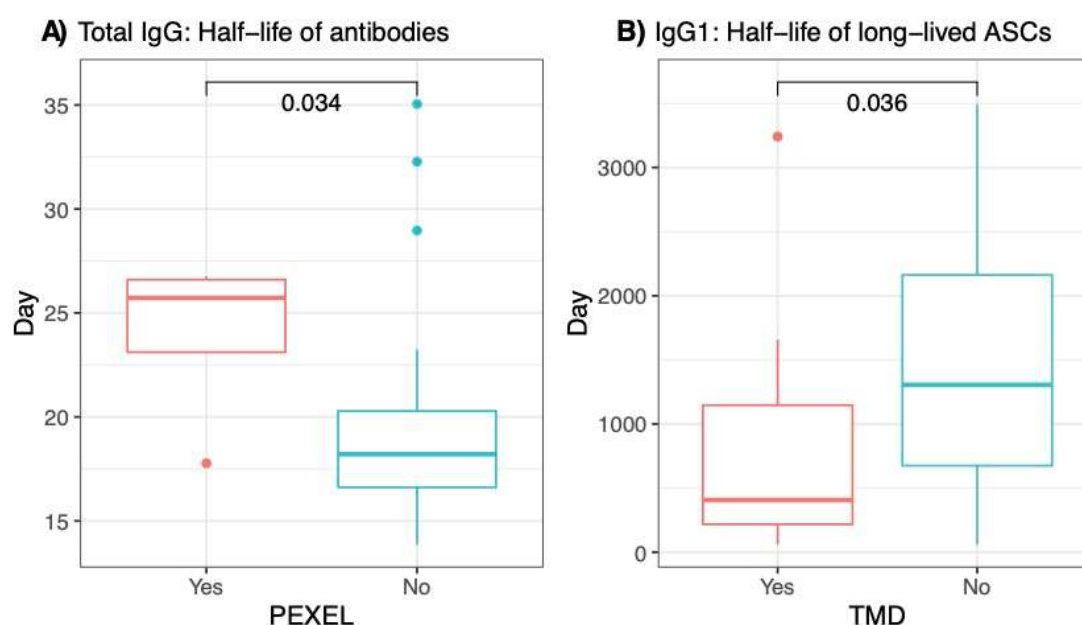 A) Total IgG: Half-life of antibodies
0.034
35
30
25
20
15
Day
Yes No
PEXEL
B) IgG1: Half-life of long-lived ASCs
0.036
3000
2000
1000
0
Day
Yes No
TMD